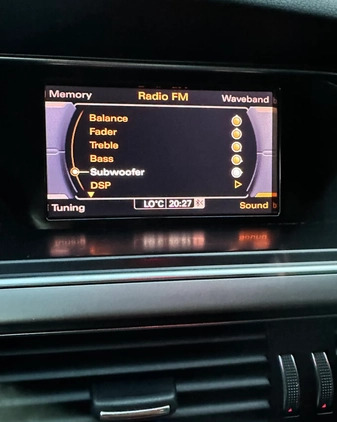 Memory Radio FM Waveband
Balance
Fader
Treble
Bass
Subwoofer
DSP
LO°C 20:27
Tuning Sound